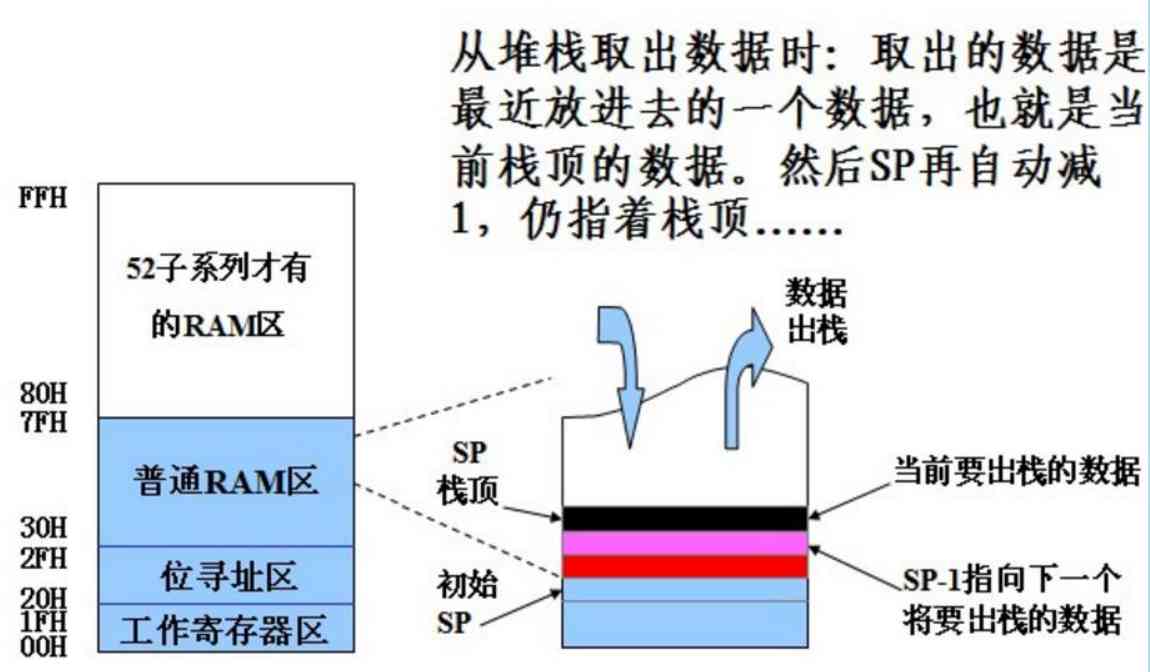 从堆栈取出数据时：取出的数据是
最近放进去的一个数据，也就是当
前栈顶的数据。然后SP再自动减
1，仍指着栈顶……
FFH
52子系列才有
的RAM区
80H
7FH
普通RAM区
30H
2FH
位寻址区
20H
1FH
工作寄存器区
00H
数据
出栈
SP
栈顶
当前要出栈的数据
初始
SP
SP-1指向下一个
将要出栈的数据